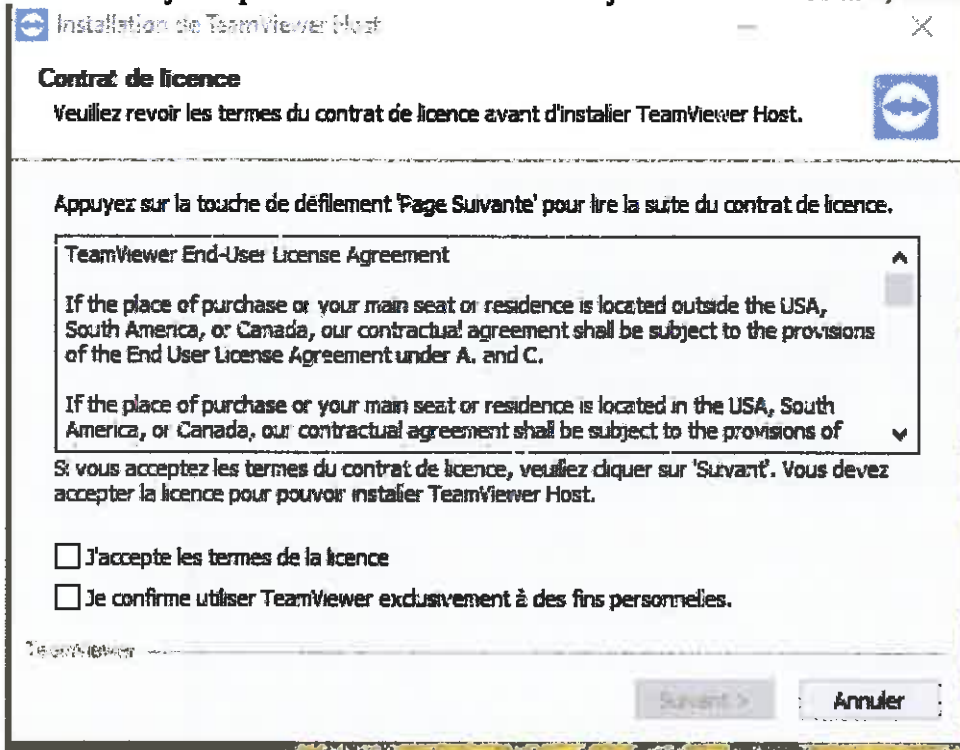 Installation de TeamViewer Host
Contrat de licence
Veuillez revoir les termes du contrat de licence avant d'installer TeamViewer Host.
Appuyez sur la touche de défilement 'Page Suivante' pour lire la suite du contrat de licence.
TeamViewer End-User License Agreement
If the place of purchase or your main seat or residence is located outside the USA,
South America, or Canada, our contractual agreement shall be subject to the provisions
of the End User License Agreement under A. and C.
If the place of purchase or your main seat or residence is located in the USA, South
America, or Canada, our contractual agreement shall be subject to the provisions of
Si vous acceptez les termes du contrat de licence, veuillez cliquer sur 'Suivant'. Vous devez
accepter la licence pour pouvoir installer TeamViewer Host.
J'accepte les termes de la licence
Je confirme utiliser TeamViewer exclusivement à des fins personnelles.
TeamViewer
Suivant >
Annuler